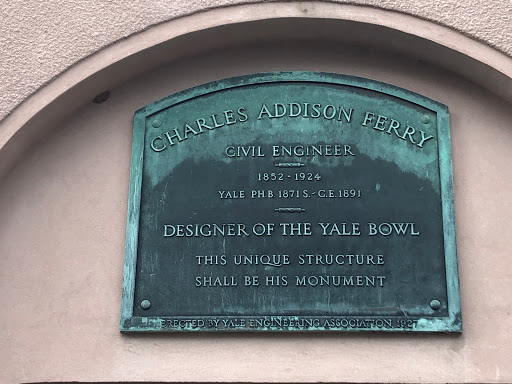 CHARLES ADDISON FERRY
CIVIL ENGINEER
1852 - 1924
YALE PH.B 1871 S. - C.E. 1891
DESIGNER OF THE YALE BOWL
THIS UNIQUE STRUCTURE
SHALL BE HIS MONUMENT
ERECTED BY YALE ENGINEERING ASSOCIATION 1927